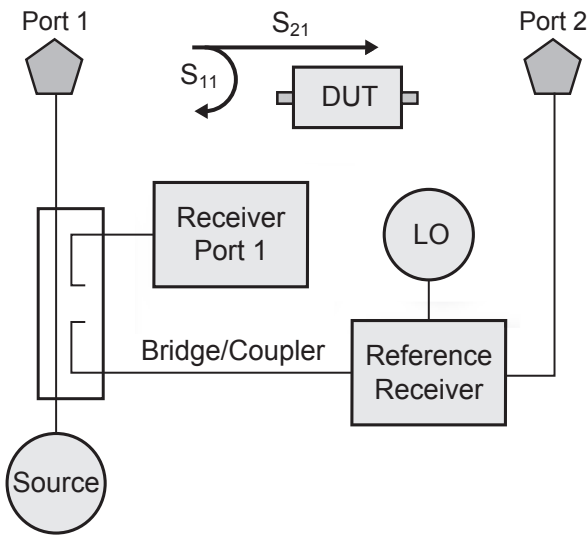 Port 1
Port 2
S₂₁
S₁₁
DUT
Receiver
Port 1
LO
Bridge/Coupler
Reference
Receiver
Source